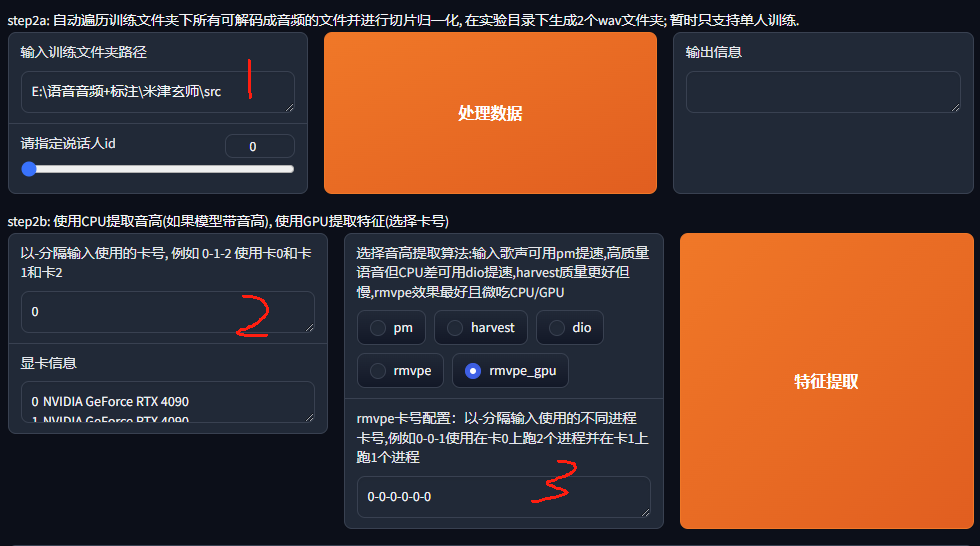 step2a: 自动遍历训练文件夹下所有可解码成音频的文件并进行切片归一化, 在实验目录下生成2个wav文件夹; 暂时只支持单人训练.
输入训练文件夹路径
E:\语音音频+标注\米津玄师\src
1
请指定说话人id
0
处理数据
输出信息
step2b: 使用CPU提取音高(如果模型带音高), 使用GPU提取特征(选择卡号)
以-分隔输入使用的卡号, 例如 0-1-2 使用卡0和卡
1和卡2
0
2
显卡信息
0 NVIDIA GeForce RTX 4090
1 NVIDIA GeForce RTX 4090
选择音高提取算法:输入歌声可用pm提速,高质量
语音但CPU差可用dio提速,harvest质量更好但
慢,rmvpe效果最好且微吃CPU/GPU
pm
harvest
dio
rmvpe
rmvpe_gpu
rmvpe卡号配置：以-分隔输入使用的不同进程
卡号,例如0-0-1使用在卡0上跑2个进程并在卡1上
跑1个进程
0-0-0-0-0-0
3
特征提取